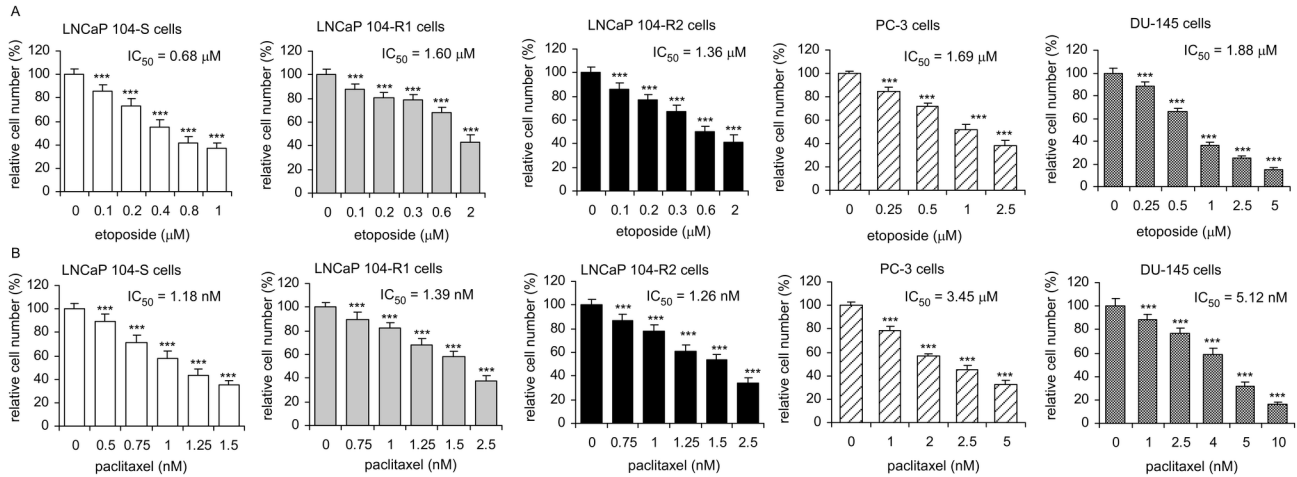 A
LNCaP 104-S cells
IC50 = 0.68 μM
relative cell number (%)
120
100
80
60
40
20
0
*** *** *** *** ***
0 0.1 0.2 0.4 0.8 1
etoposide (μM)
LNCaP 104-R1 cells
IC50 = 1.60 μM
relative cell number (%)
120
100
80
60
40
20
0
*** *** *** *** ***
0 0.1 0.2 0.3 0.6 2
etoposide (μM)
LNCaP 104-R2 cells
IC50 = 1.36 μM
relative cell number (%)
120
100
80
60
40
20
0
*** *** *** *** ***
0 0.1 0.2 0.3 0.6 2
etoposide (μM)
PC-3 cells
IC50 = 1.69 μM
relative cell number (%)
120
100
80
60
40
20
0
*** *** *** ***
0 0.25 0.5 1 2.5
etoposide (μM)
DU-145 cells
IC50 = 1.88 μM
relative cell number (%)
120
100
80
60
40
20
0
*** *** *** *** ***
0 0.25 0.5 1 2.5 5
etoposide (μM)
B
LNCaP 104-S cells
IC50 = 1.18 nM
relative cell number (%)
120
100
80
60
40
20
0
*** *** *** *** ***
0 0.5 0.75 1 1.25 1.5
paclitaxel (nM)
LNCaP 104-R1 cells
IC50 = 1.39 nM
relative cell number (%)
120
100
80
60
40
20
0
*** *** *** *** ***
0 0.75 1 1.25 1.5 2.5
paclitaxel (nM)
LNCaP 104-R2 cells
IC50 = 1.26 nM
relative cell number (%)
120
100
80
60
40
20
0
*** *** *** *** ***
0 0.75 1 1.25 1.5 2.5
paclitaxel (nM)
PC-3 cells
IC50 = 3.45 μM
relative cell number (%)
120
100
80
60
40
20
0
*** *** *** ***
0 1 2 2.5 5
paclitaxel (nM)
DU-145 cells
IC50 = 5.12 nM
relative cell number (%)
120
100
80
60
40
20
0
*** *** *** *** ***
0 1 2.5 4 5 10
paclitaxel (nM)